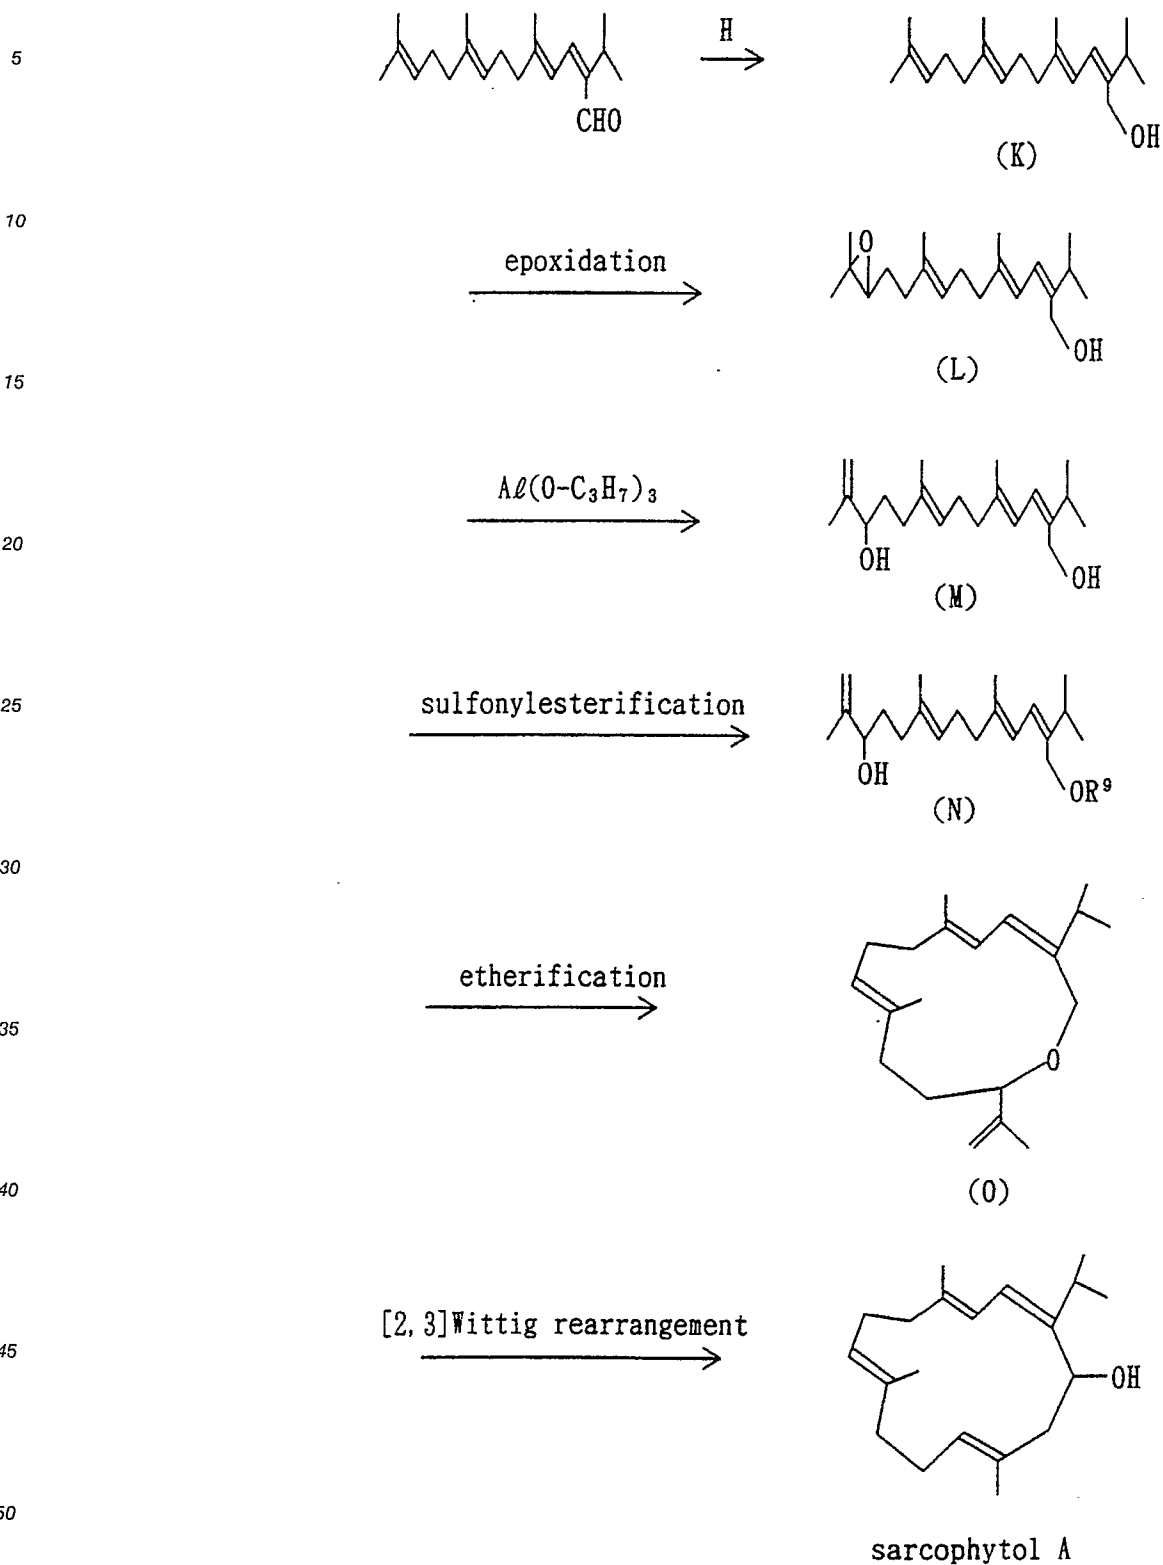 5
H
CHO
OH
(K)
10
O
epoxidation
OH
15
(L)
Aℓ(O-C₃H₇)₃
20
OH
OH
(M)
25
sulfonylesterification
OH
OR⁹
(N)
30
etherification
35
O
40
(O)
[2,3]Wittig rearrangement
45
OH
50
sarcophytol A